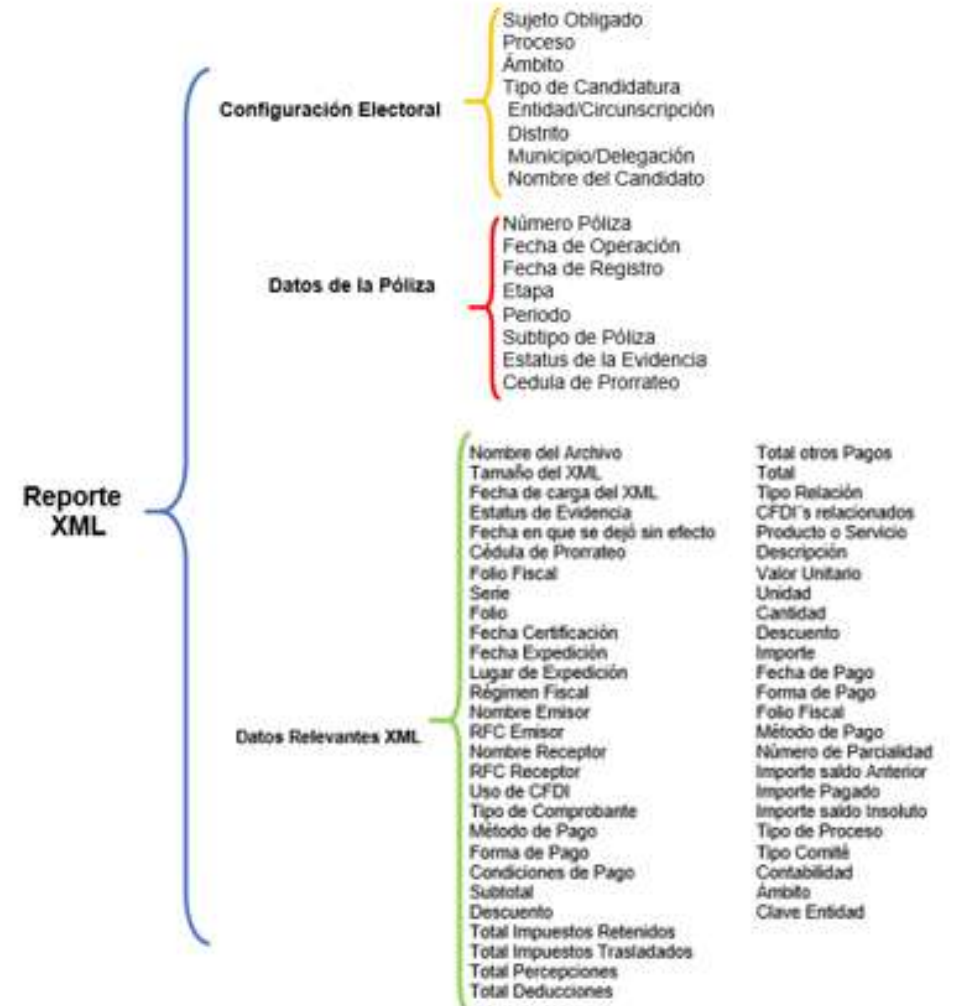 Reporte
XML
Configuración Electoral
Sujeto Obligado
Proceso
Ámbito
Tipo de Candidatura
Entidad/Circunscripción
Distrito
Municipio/Delegación
Nombre del Candidato
Datos de la Póliza
Número Póliza
Fecha de Operación
Fecha de Registro
Etapa
Periodo
Subtipo de Póliza
Estatus de la Evidencia
Cedula de Prorrateo
Datos Relevantes XML
Nombre del Archivo
Tamaño del XML
Fecha de carga del XML
Estatus de Evidencia
Fecha en que se dejó sin efecto
Cédula de Prorrateo
Folio Fiscal
Serie
Folio
Fecha Certificación
Fecha Expedición
Lugar de Expedición
Régimen Fiscal
Nombre Emisor
RFC Emisor
Nombre Receptor
RFC Receptor
Uso de CFDI
Tipo de Comprobante
Método de Pago
Forma de Pago
Condiciones de Pago
Subtotal
Descuento
Total Impuestos Retenidos
Total Impuestos Trasladados
Total Percepciones
Total Deducciones
Total otros Pagos
Total
Tipo Relación
CFDI´s relacionados
Producto o Servicio
Descripción
Valor Unitario
Unidad
Cantidad
Descuento
Importe
Fecha de Pago
Forma de Pago
Folio Fiscal
Método de Pago
Número de Parcialidad
Importe saldo Anterior
Importe Pagado
Importe saldo Insoluto
Tipo de Proceso
Tipo Comité
Contabilidad
Ámbito
Clave Entidad